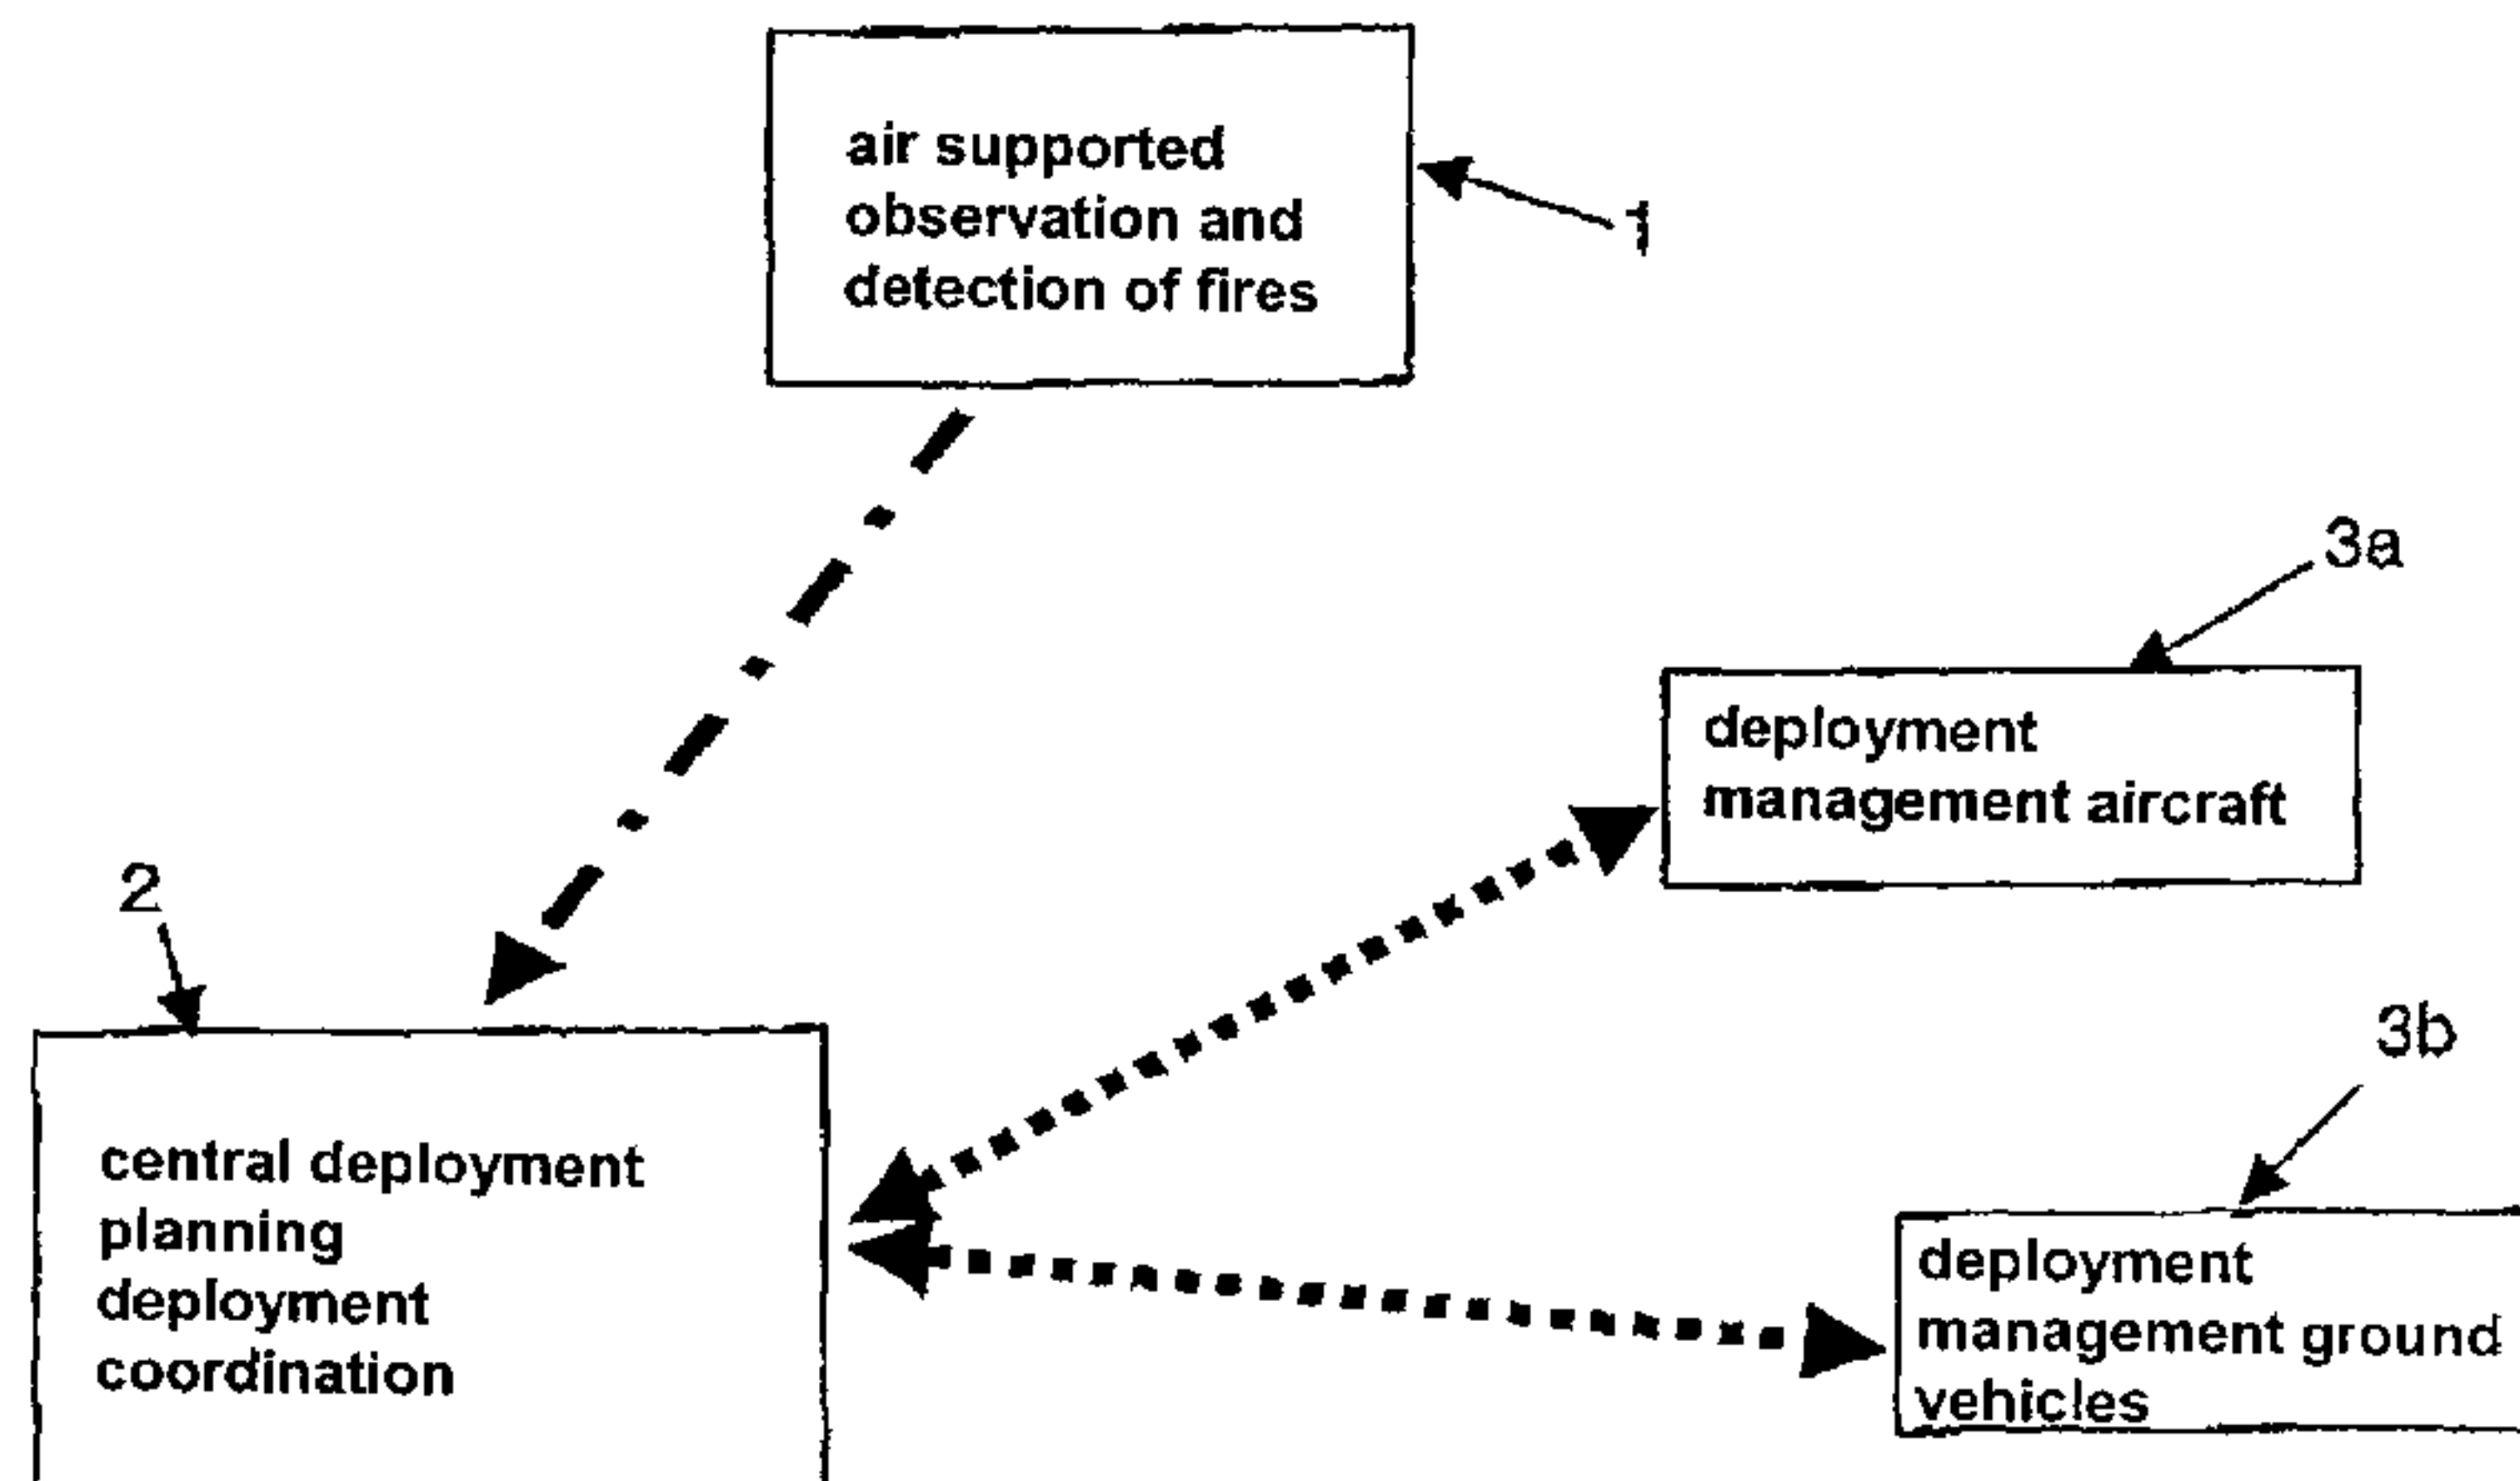 air supported
observation and
detection of fires
1
3a
deployment
management aircraft
2
3b
central deployment
planning
deployment
coordination
deployment
management ground
vehicles